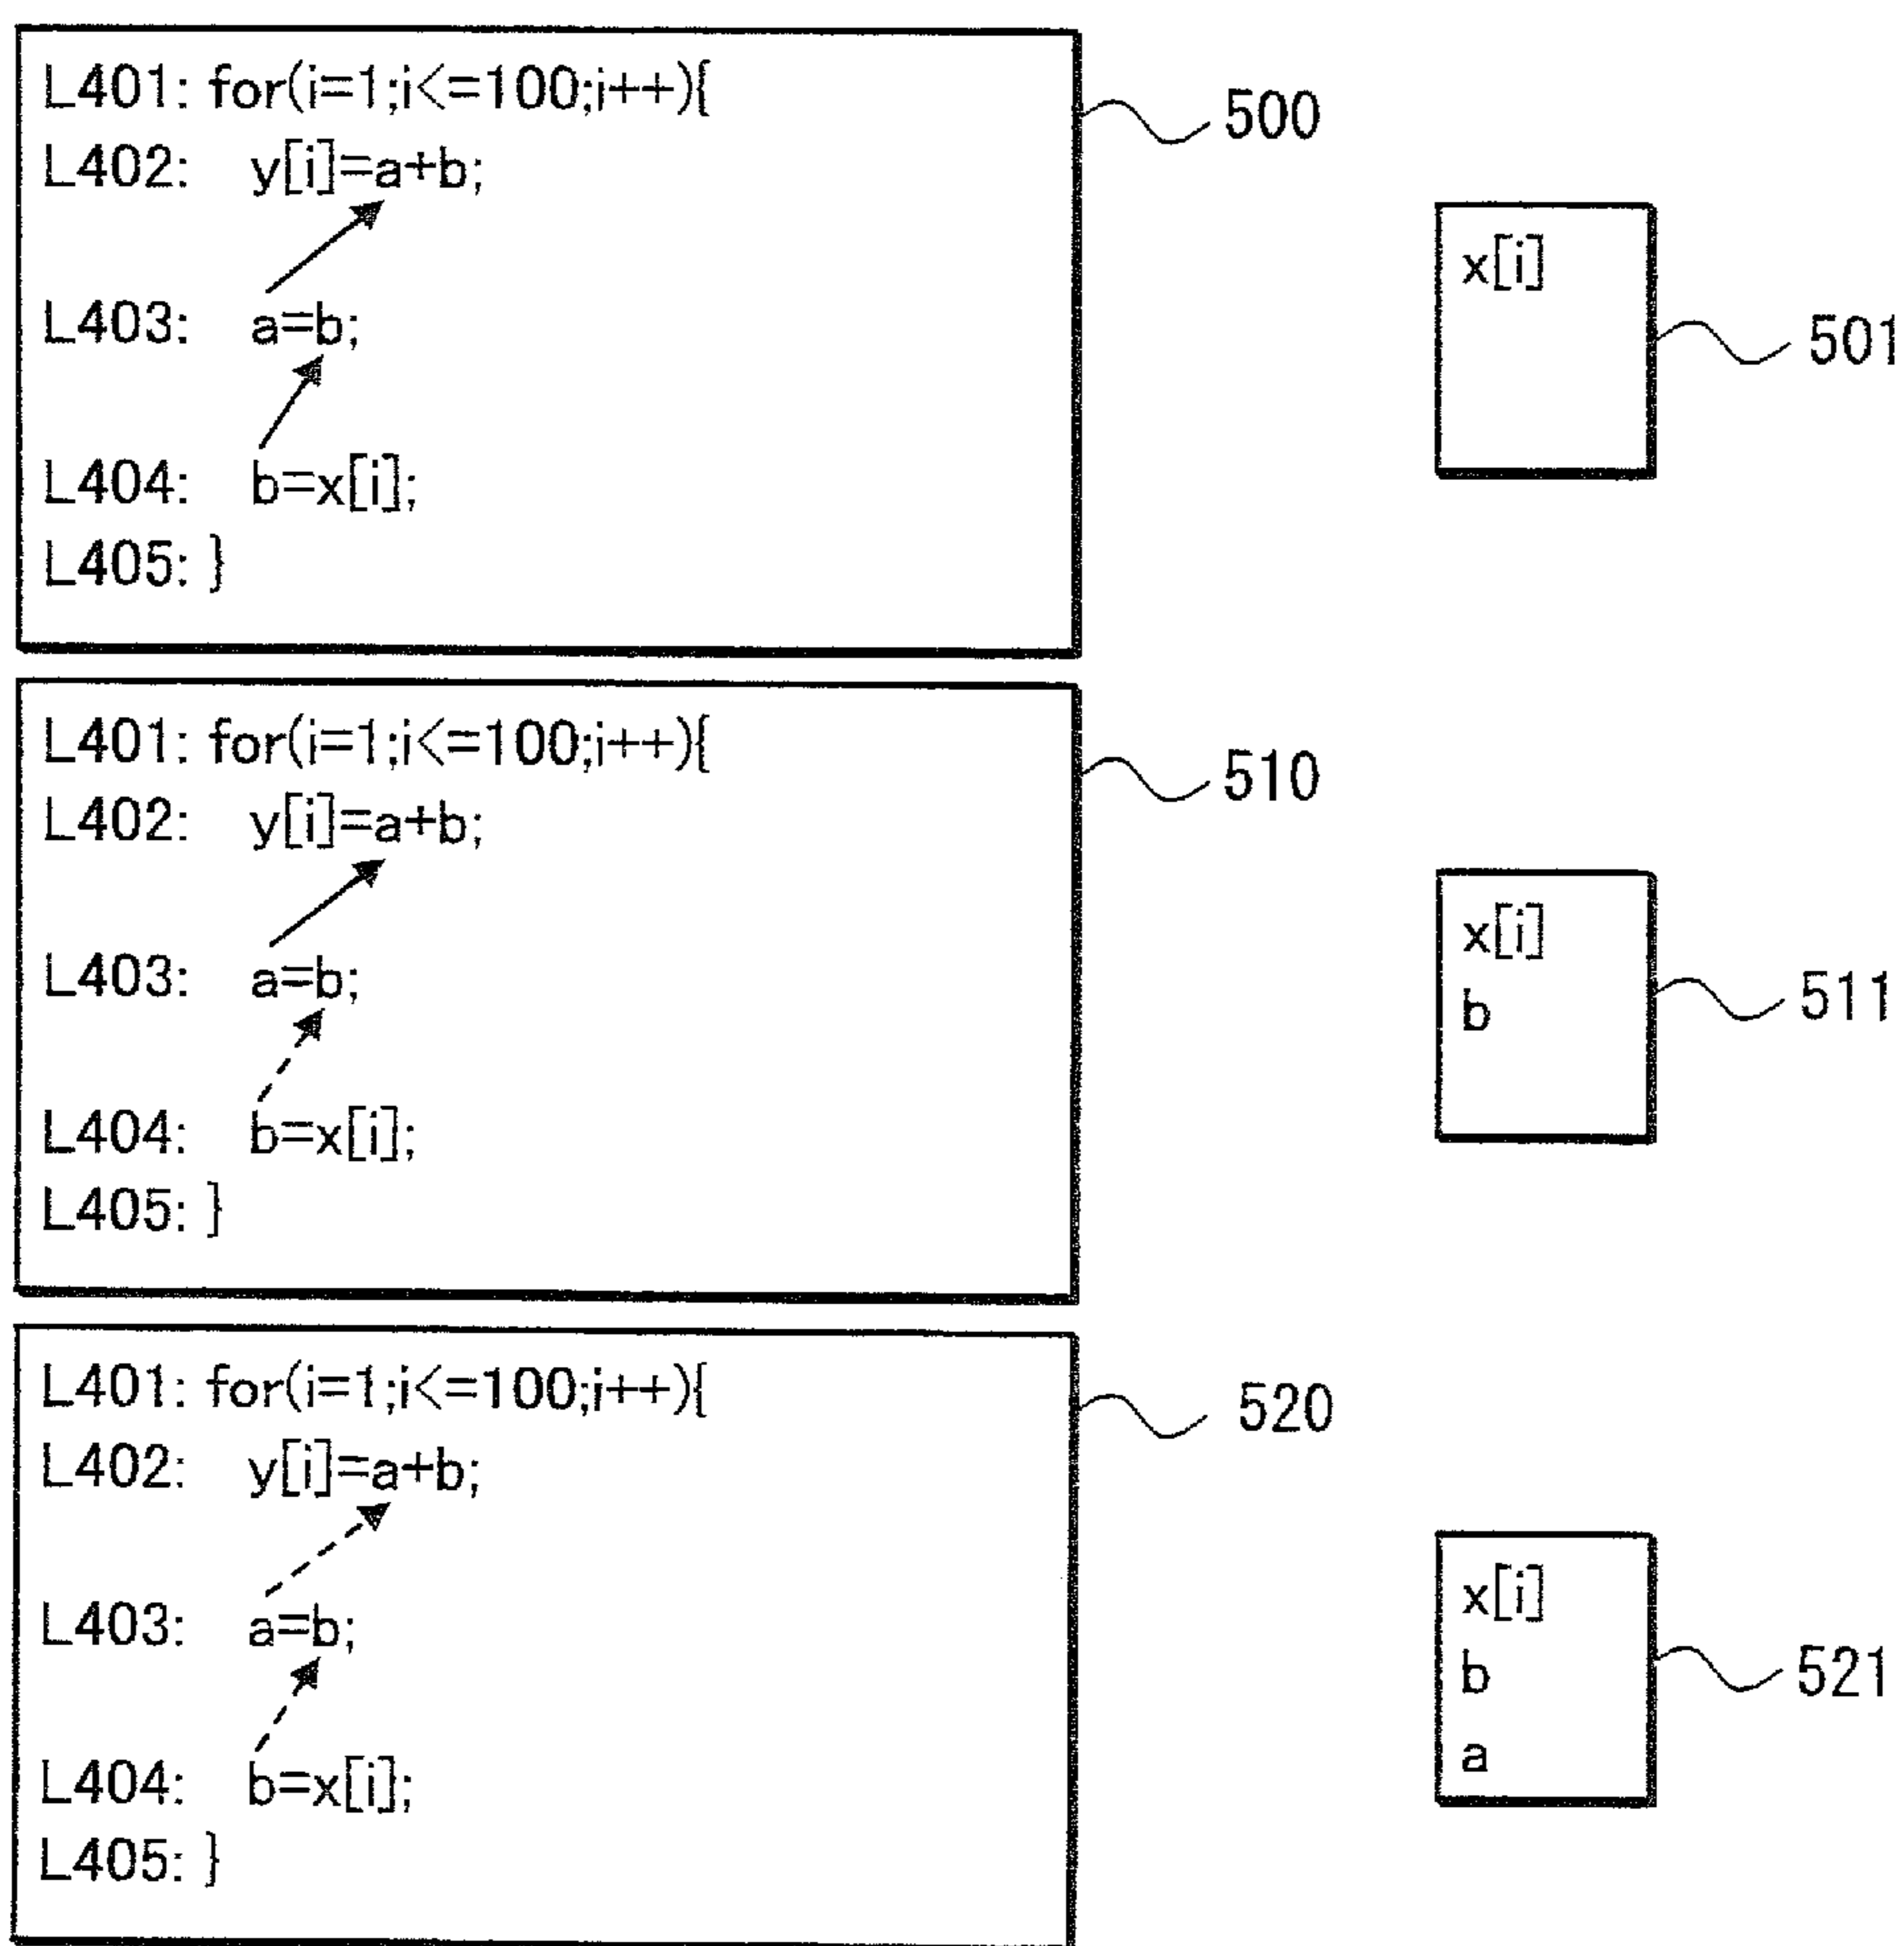 L401: for(i=1;i<=100;i++){
L402: y[i]=a+b;
L403: a=b;
L404: b=x[i];
L405: }
500
x[i]
501
L401: for(i=1;i<=100;i++){
L402: y[i]=a+b;
L403: a=b;
L404: b=x[i];
L405: }
510
x[i]
b
511
L401: for(i=1;i<=100;i++){
L402: y[i]=a+b;
L403: a=b;
L404: b=x[i];
L405: }
520
x[i]
b
a
521